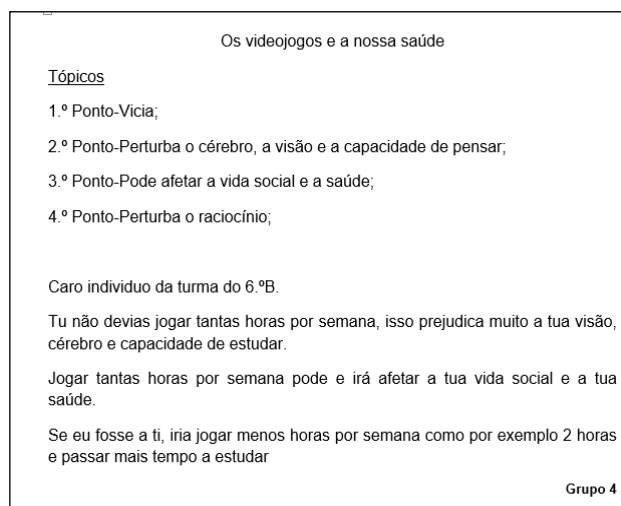 Os videojogos e a nossa saúde
Tópicos
1.º Ponto-Vicia;
2.º Ponto-Perturba o cérebro, a visão e a capacidade de pensar;
3.º Ponto-Pode afetar a vida social e a saúde;
4.º Ponto-Perturba o raciocínio;
Caro individuo da turma do 6.ºB.
Tu não devias jogar tantas horas por semana, isso prejudica muito a tua visão,
cérebro e capacidade de estudar.
Jogar tantas horas por semana pode e irá afetar a tua vida social e a tua
saúde.
Se eu fosse a ti, iria jogar menos horas por semana como por exemplo 2 horas
e passar mais tempo a estudar
Grupo 4